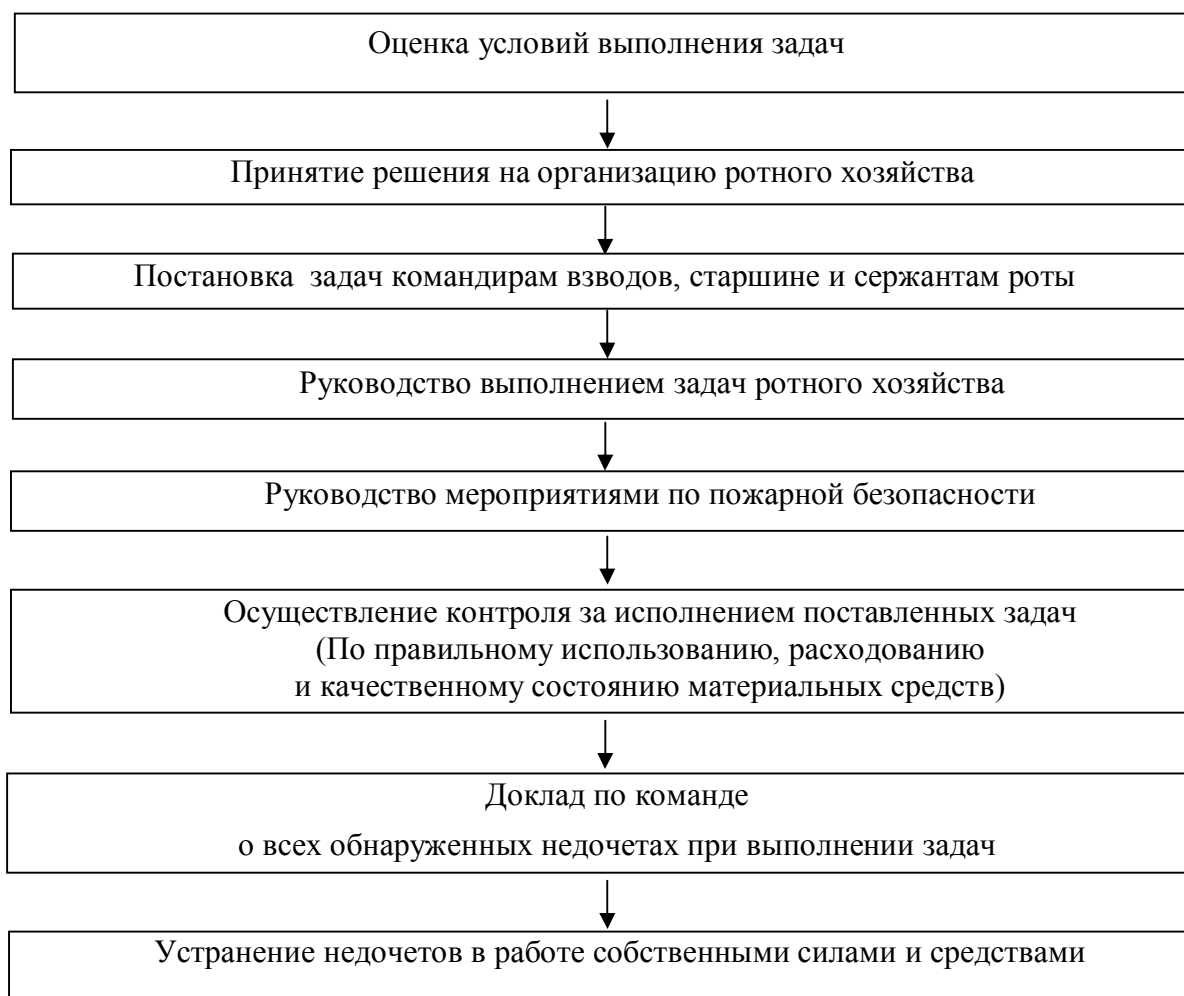 Оценка условий выполнения задач
Принятие решения на организацию ротного хозяйства
Постановка задач командирам взводов, старшине и сержантам роты
Руководство выполнением задач ротного хозяйства
Руководство мероприятиями по пожарной безопасности
Осуществление контроля за исполнением поставленных задач
(По правильному использованию, расходованию
и качественному состоянию материальных средств)
Доклад по команде
о всех обнаруженных недочетах при выполнении задач
Устранение недочетов в работе собственными силами и средствами